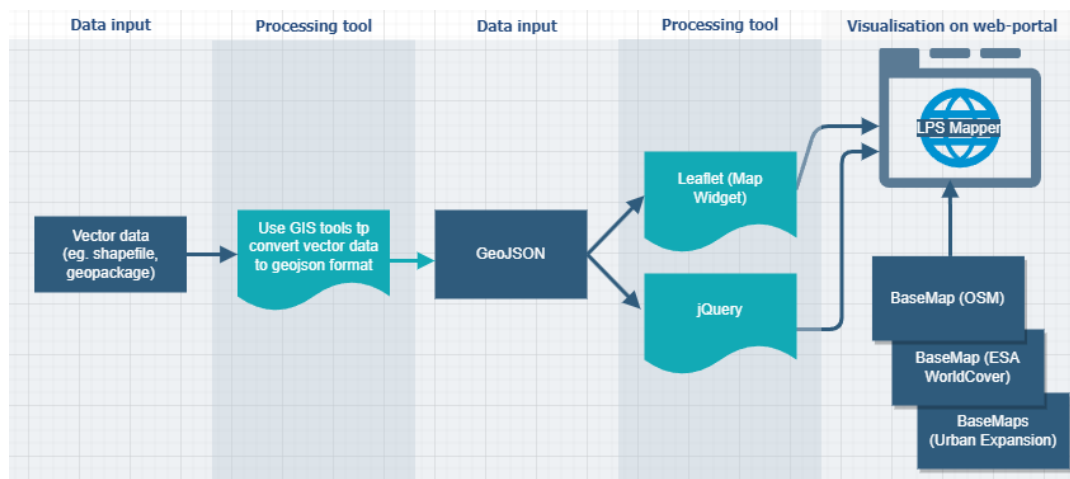 Data input
Processing tool
Data input
Processing tool
Visualisation on web-portal
Vector data
(eg. shapefile,
geopackage)
Use GIS tools tp
convert vector data
to geojson format
GeoJSON
Leaflet (Map
Widget)
jQuery
LPS Mapper
BaseMap (OSM)
BaseMap (ESA
WorldCover)
BaseMaps
(Urban Expansion)